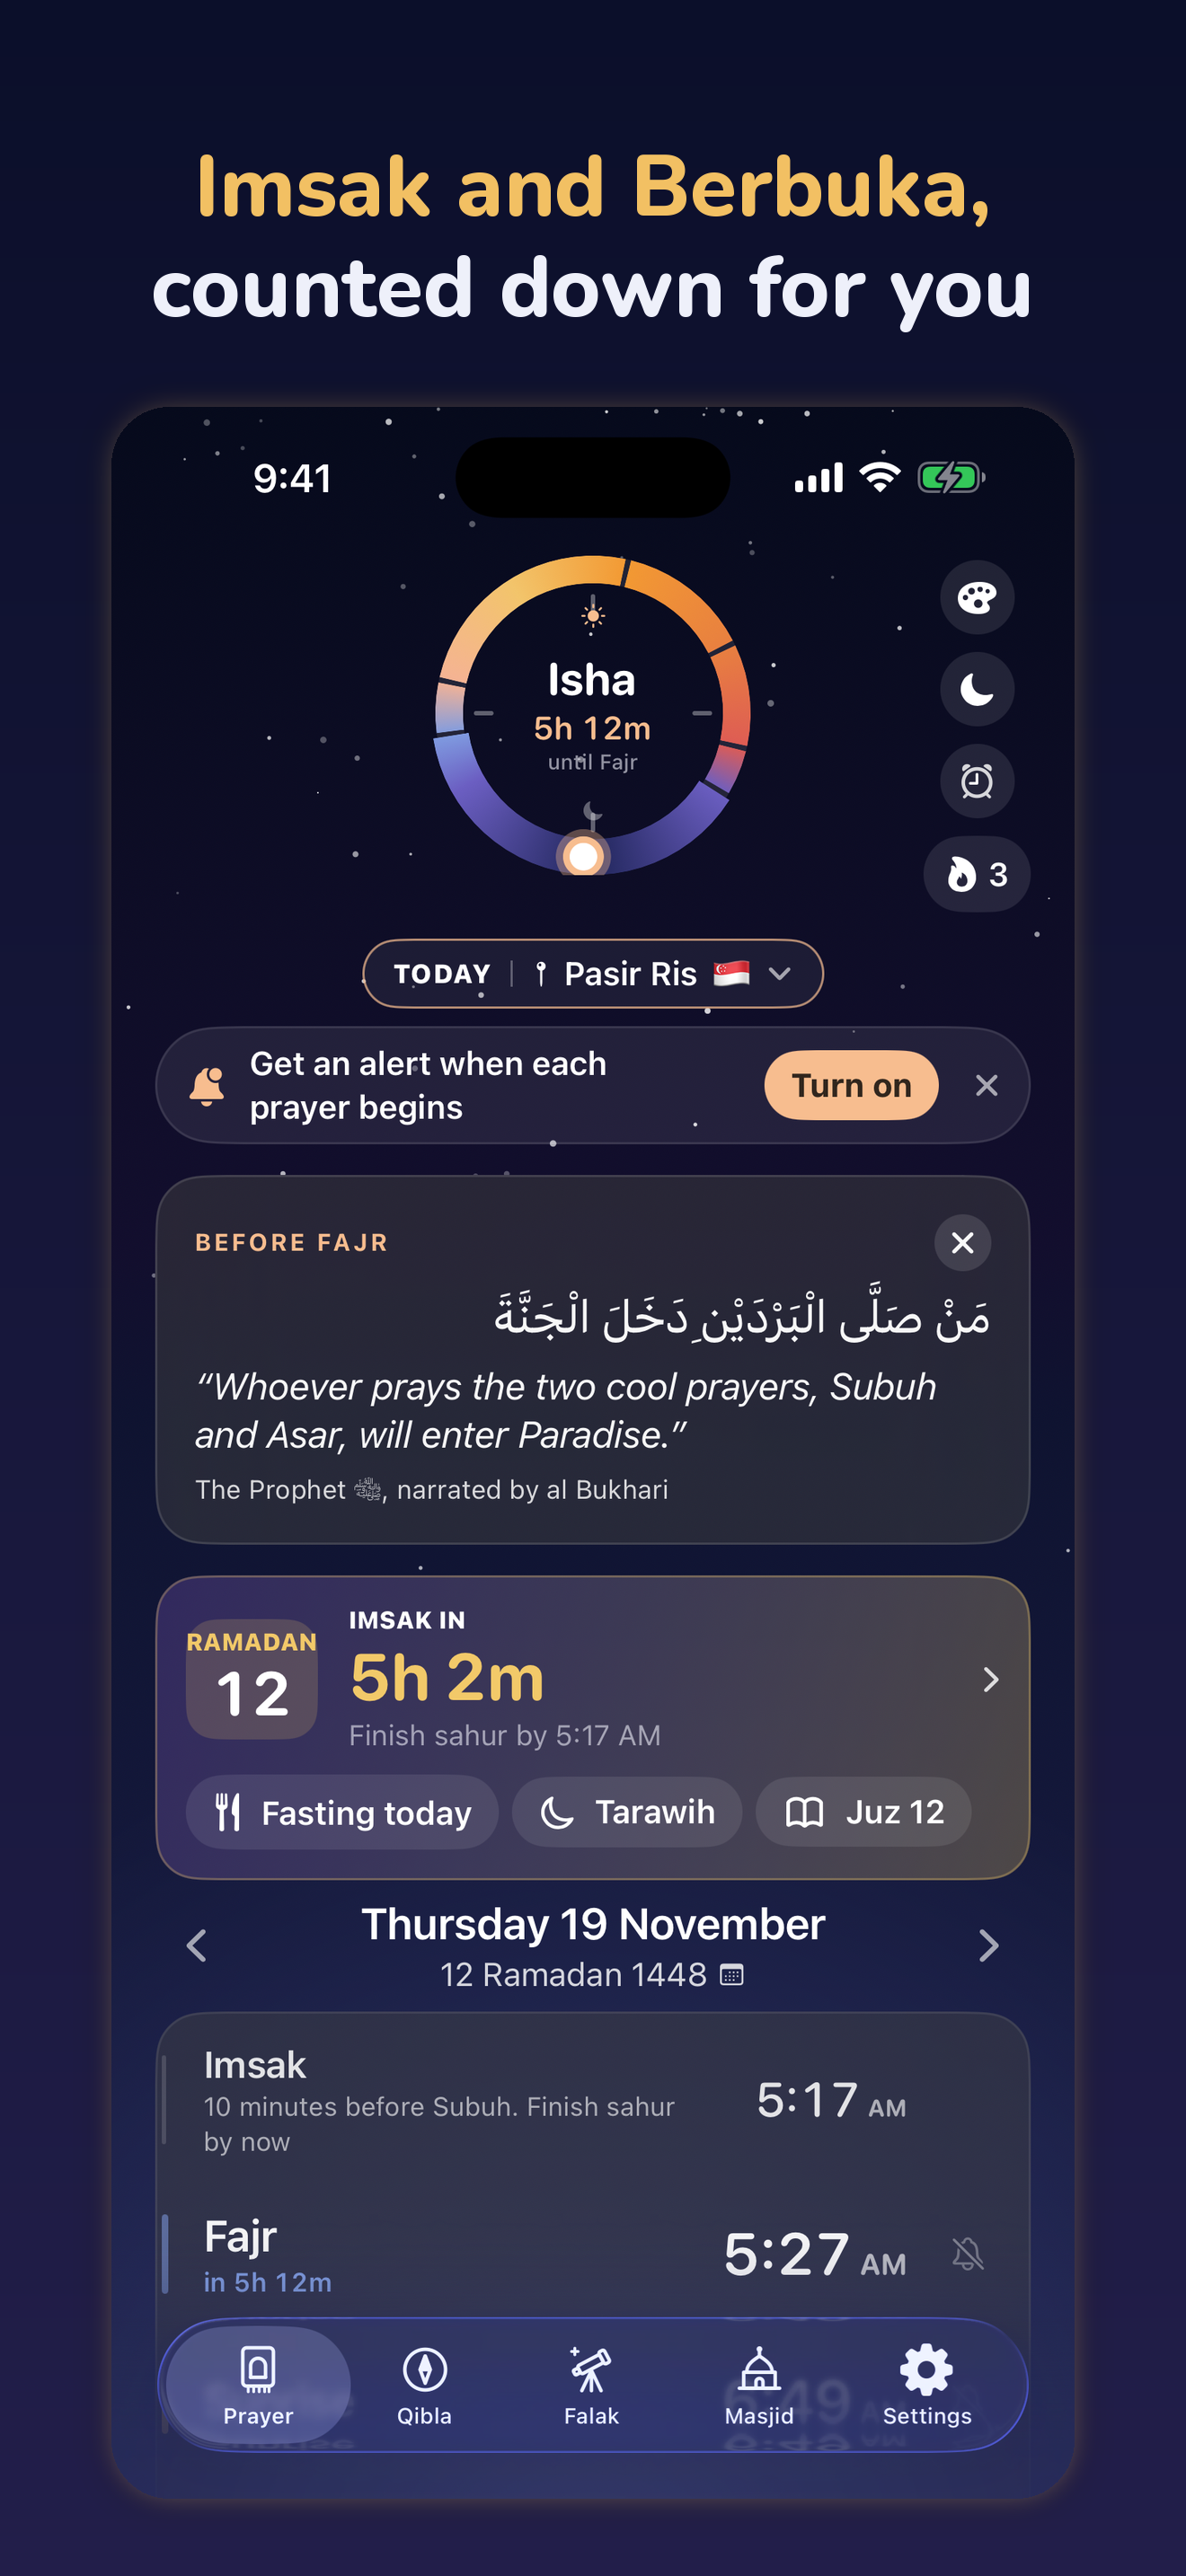 Imsak and Berbuka,
counted down for you
9:41
Isha
5h 12m
until Fajr
3
TODAY | Pasir Ris 🇸🇬
Get an alert when each
prayer begins
Turn on
BEFORE FAJR
مَنْ صَلَّى الْبَرْدَيْنِ دَخَلَ الْجَنَّةَ
“Whoever prays the two cool prayers, Subuh
and Asar, will enter Paradise.”
The Prophet ﷺ, narrated by al Bukhari
RAMADAN
12
IMSAK IN
5h 2m
Finish sahur by 5:17 AM
Fasting today
Tarawih
Juz 12
Thursday 19 November
12 Ramadan 1448
Imsak
10 minutes before Subuh. Finish sahur
by now
5:17 AM
Fajr
in 5h 12m
5:27 AM
6:49
Prayer
Qibla
Falak
Masjid
Settings